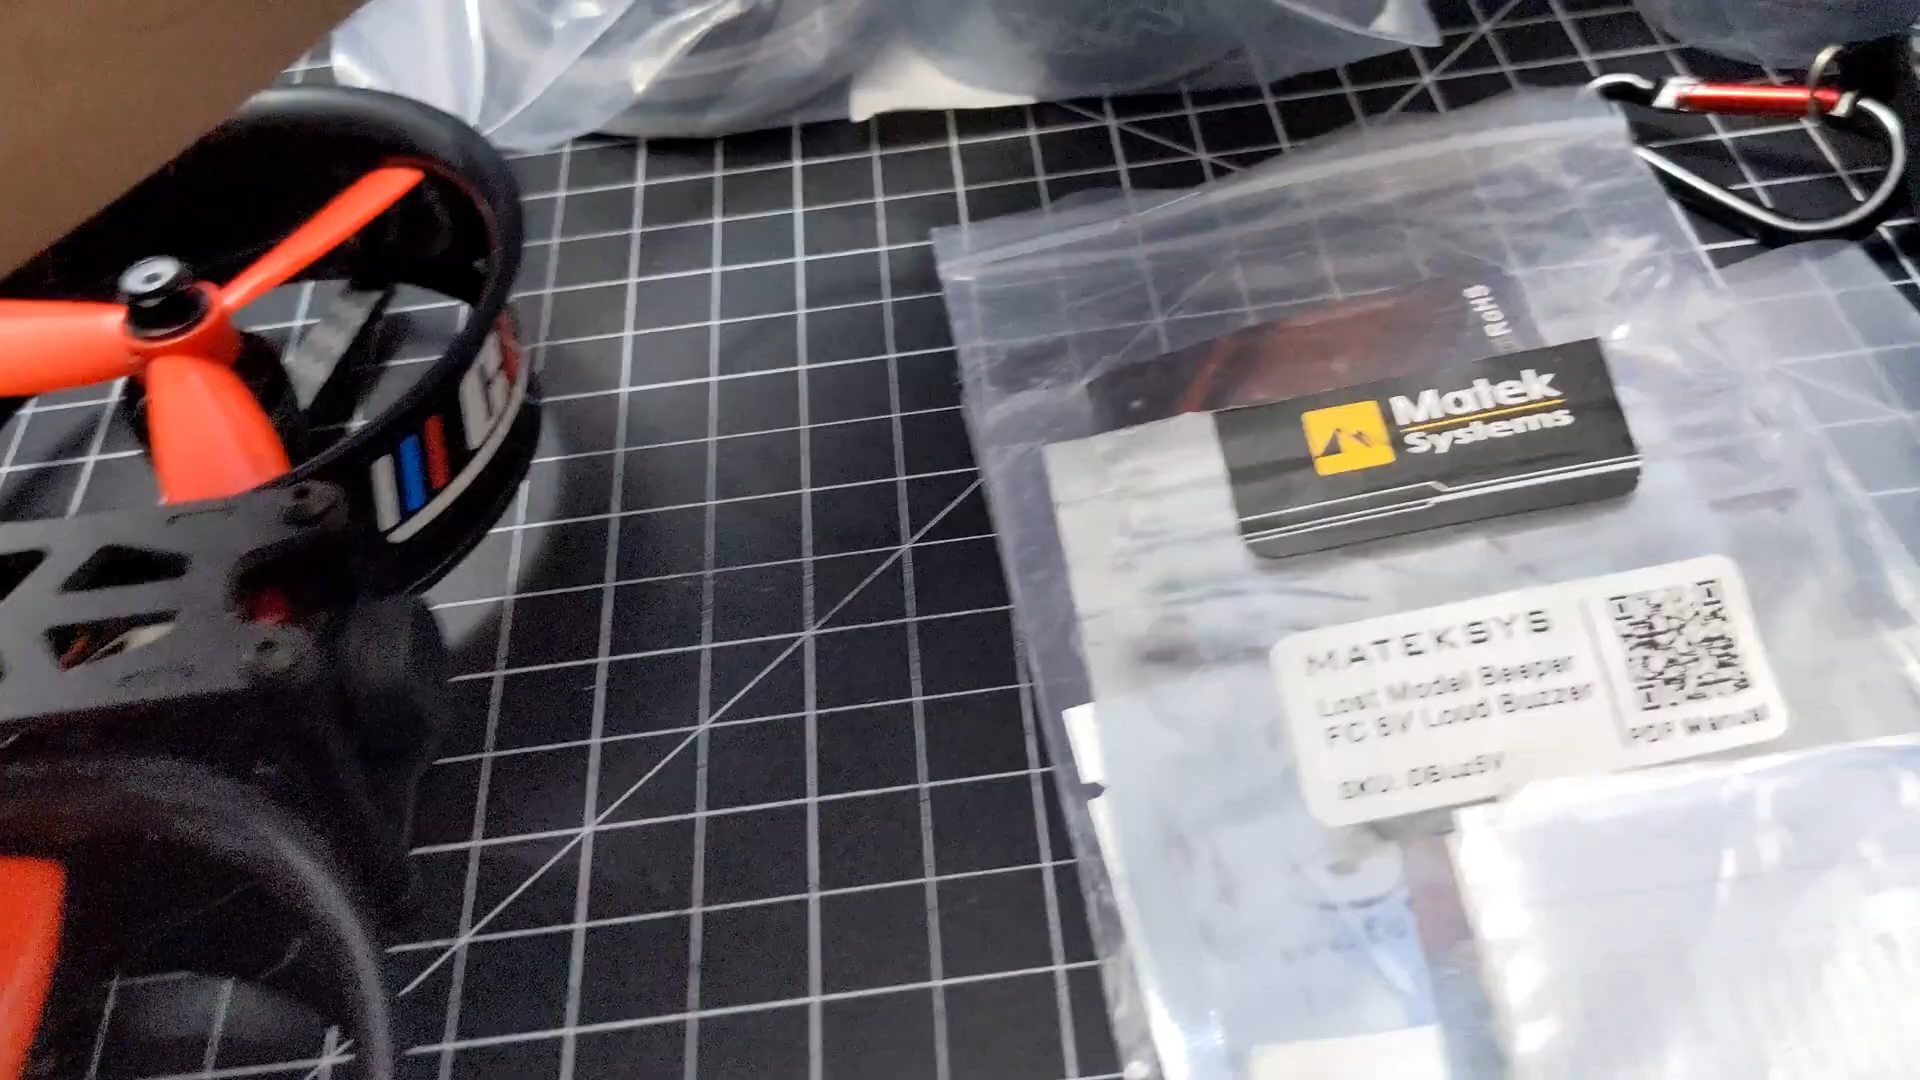 RoHS
Matek
Systems
MATEKSYS
Lost Model Beeper
FC 5V Loud Buzzer
SKU: DBuz5V
PDF Manual